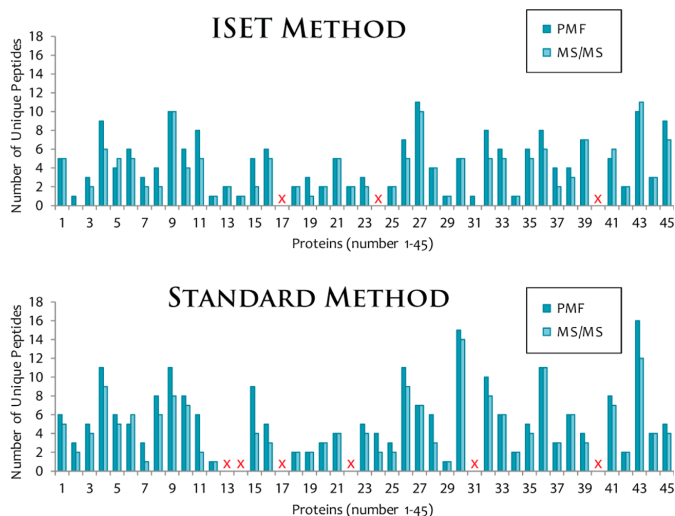 ISET Method
PMF
MS/MS
Number of Unique Peptides
18
16
14
12
10
8
6
4
2
0
x x x
1 3 5 7 9 11 13 15 17 19 21 23 25 27 29 31 33 35 37 39 41 43 45
Proteins (number 1-45)
Standard Method
PMF
MS/MS
Number of Unique Peptides
18
16
14
12
10
8
6
4
2
0
x x x x x x
1 3 5 7 9 11 13 15 17 19 21 23 25 27 29 31 33 35 37 39 41 43 45
Proteins (number 1-45)